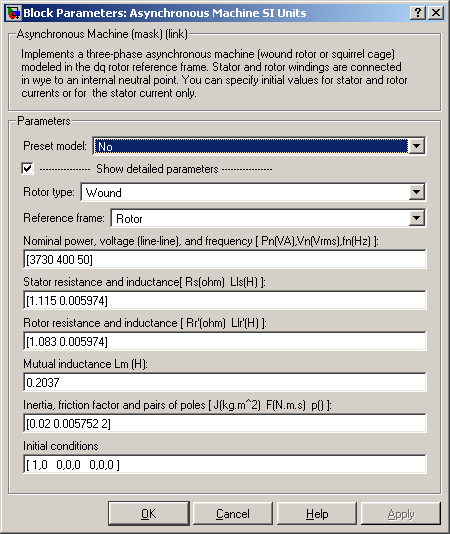 Block Parameters: Asynchronous Machine SI Units
Asynchronous Machine (mask) (link)
Implements a three-phase asynchronous machine (wound rotor or squirrel cage)
modeled in the dq rotor reference frame. Stator and rotor windings are connected
in wye to an internal neutral point. You can specify initial values for stator and rotor
currents or for  the stator current only.
Parameters
Preset model: No
---------------- Show detailed parameters ----------------
Rotor type: Wound
Reference frame: Rotor
Nominal power, voltage (line-line), and frequency [ Pn(VA),Vn(Vrms),fn(Hz) ]:
[3730 400 50]
Stator resistance and inductance[ Rs(ohm)  Lls(H) ]:
[1.115 0.005974]
Rotor resistance and inductance [ Rr'(ohm)  Llr'(H) ]:
[1.083 0.005974]
Mutual inductance Lm (H):
0.2037
Inertia, friction factor and pairs of poles [ J(kg.m^2)  F(N.m.s)  p() ]:
[0.02 0.005752 2]
Initial conditions
[ 1,0   0,0,0   0,0,0 ]
OK Cancel Help Apply